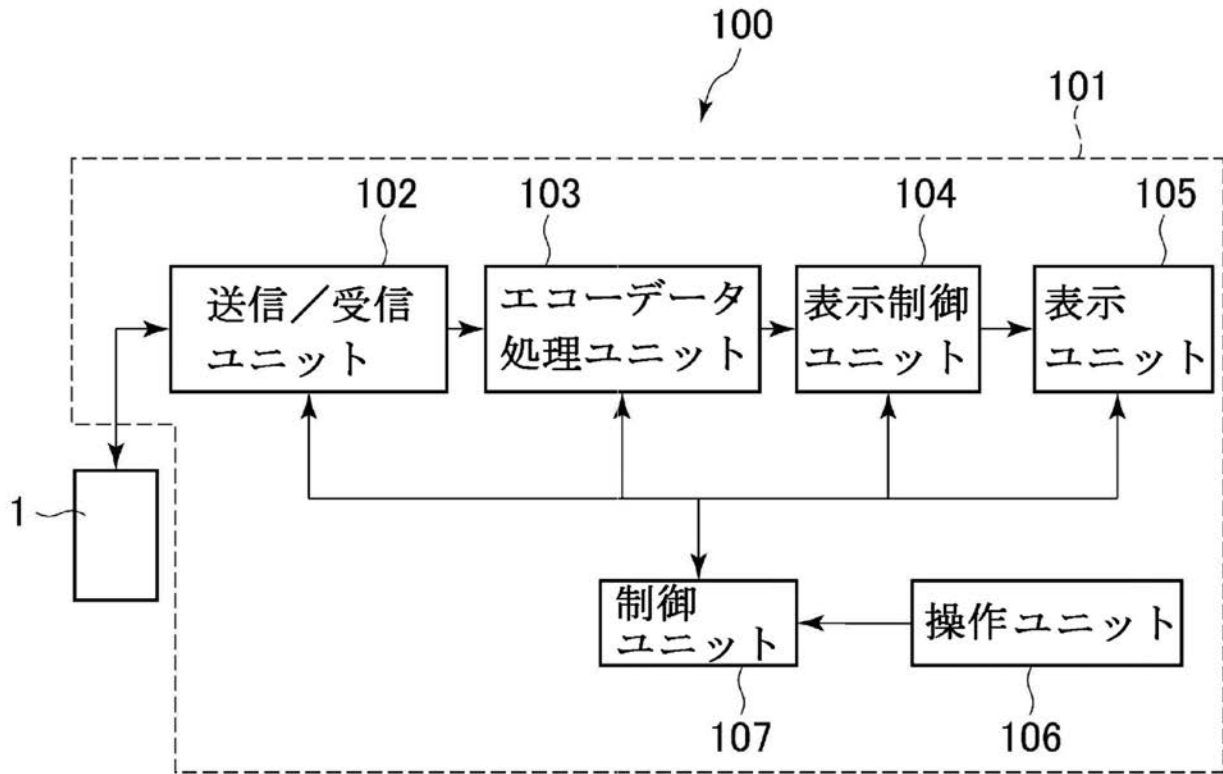 100
101
102
103
104
105
送信／受信
ユニット
エコーデータ
処理ユニット
表示制御
ユニット
表示
ユニット
1
制御
ユニット
操作ユニット
107
106